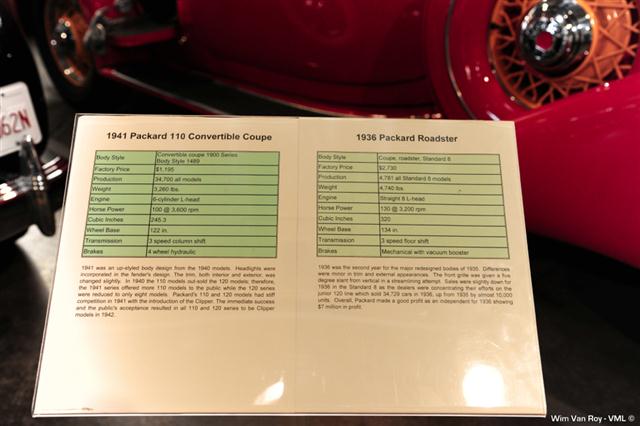 62N
1941 Packard 110 Convertible Coupe
Body Style Convertible coupe 1900 Series
Body Style 1489
Factory Price $1,195
Production 34,700 all models
Weight 3,260 lbs.
Engine 6-cylinder L-head
Horse Power 100 @ 3,600 rpm
Cubic Inches 245.3
Wheel Base 122 in.
Transmission 3 speed column shift
Brakes 4 wheel hydraulic
1941 was an up-styled body design from the 1940 models. Headlights were
incorporated in the fender's design. The trim, both interior and exterior, was
changed slightly. In 1940 the 110 models out-sold the 120 models; therefore,
the 1941 series offered more 110 models to the public while the 120 series
were reduced to only eight models. Packard's 110 and 120 models had stiff
competition in 1941 with the introduction of the Clipper. The immediate success
and the public's acceptance resulted in all 110 and 120 series to be Clipper
models in 1942.
1936 Packard Roadster
Body Style Coupe, roadster, Standard 8
Factory Price $2,730
Production 4,781 all Standard 8 models
Weight 4,740 lbs.
Engine Straight 8 L-head
Horse Power 130 @ 3,200 rpm
Cubic Inches 320
Wheel Base 134 in.
Transmission 3 speed floor shift
Brakes Mechanical with vacuum booster
1936 was the second year for the major redesigned bodies of 1935. Differences
were minor in trim and external appearances. The front grille was given a five
degree slant from vertical in a streamlining attempt. Sales were slightly down for
1936 in the Standard 8 as the dealers were concentrating their efforts on the
junior 120 line which sold 34,729 cars in 1936, up from 1935 by almost 10,000
units. Overall, Packard made a good profit as an independent for 1936 showing
$7 million in profit.
Wim Van Roy - VML ©